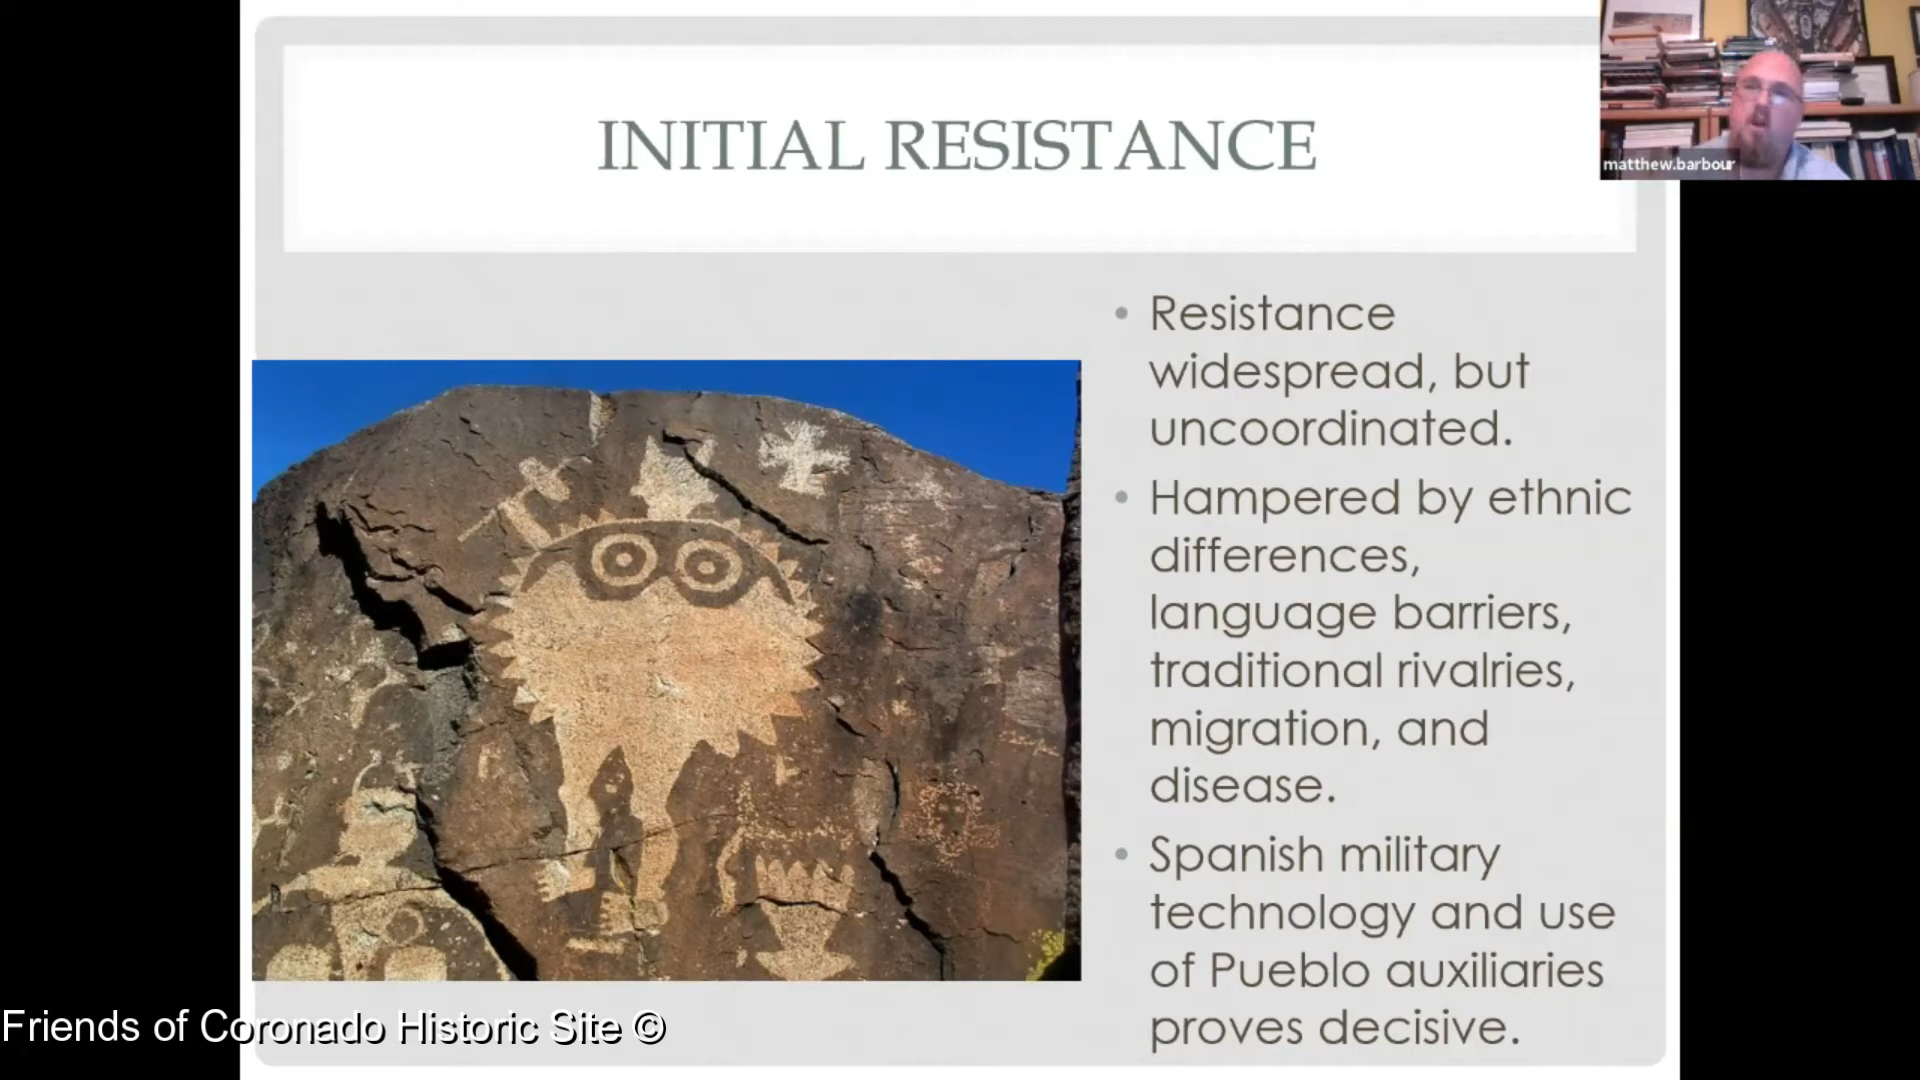 INITIAL RESISTANCE
matthew.barbour
• Resistance
widespread, but
uncoordinated.
• Hampered by ethnic
differences,
language barriers,
traditional rivalries,
migration, and
disease.
• Spanish military
technology and use
of Pueblo auxiliaries
proves decisive.
Friends of Coronado Historic Site ©